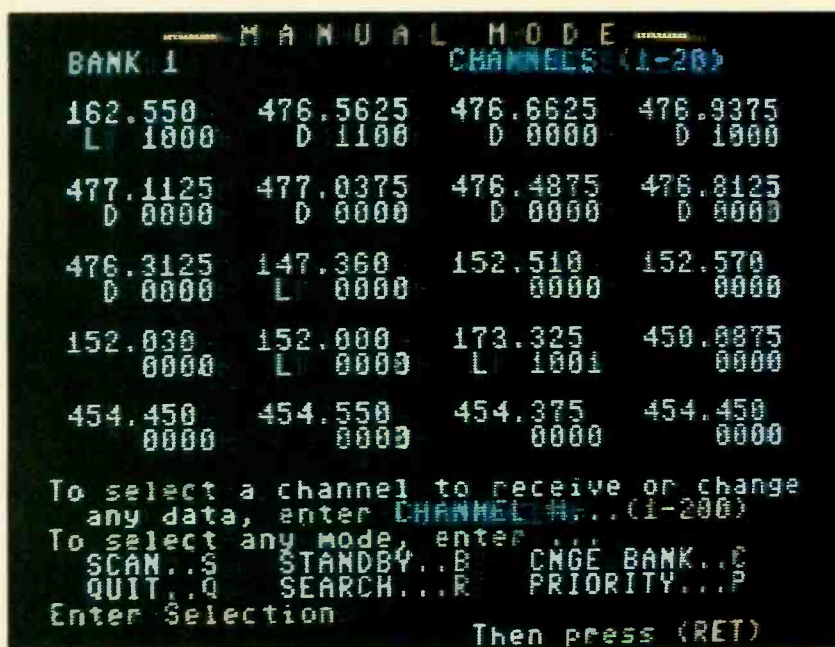 MANUAL MODE
BANK 1 CHANNELS (1-20)
162.550 476.5625 476.6625 476.9375
L 1000 D 1100 D 0000 D 1000
477.1125 477.0375 476.4875 476.8125
D 0000 D 0000 D 0000 D 0000
476.3125 147.360 152.510 152.570
D 0000 L 0000 0000 0000
152.030 152.000 173.325 450.0875
0000 L 0000 L 1001 0000
454.450 454.550 454.375 454.450
0000 0000 0000 0000
To select a channel to receive or change
any data, enter CHANNEL #...(1-200)
To select any mode, enter ...
SCAN..S STANDBY..B CNGE BANK..C
QUIT..Q SEARCH...R PRIORITY...P
Enter Selection
Then press (RET)